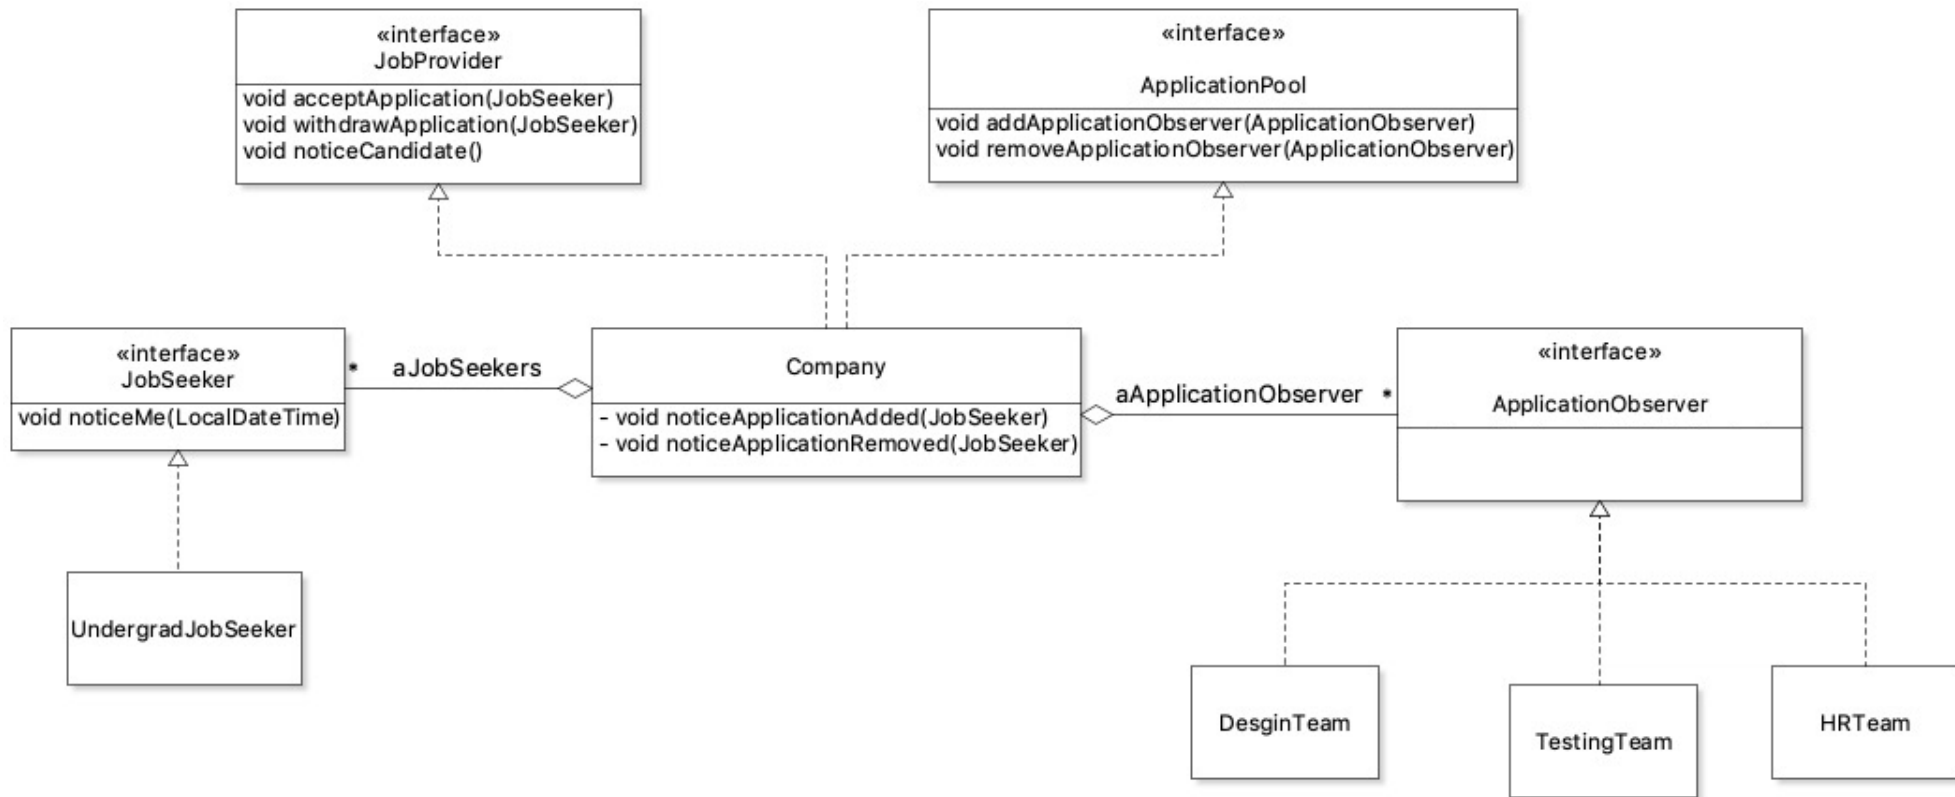 «interface»
JobProvider
void acceptApplication(JobSeeker)
void withdrawApplication(JobSeeker)
void noticeCandidate()
«interface»
ApplicationPool
void addApplicationObserver(ApplicationObserver)
void removeApplicationObserver(ApplicationObserver)
«interface»
JobSeeker
void noticeMe(LocalDateTime)
* aJobSeekers
Company
- void noticeApplicationAdded(JobSeeker)
- void noticeApplicationRemoved(JobSeeker)
aApplicationObserver *
«interface»
ApplicationObserver
UndergradJobSeeker
DesginTeam
TestingTeam
HRTeam